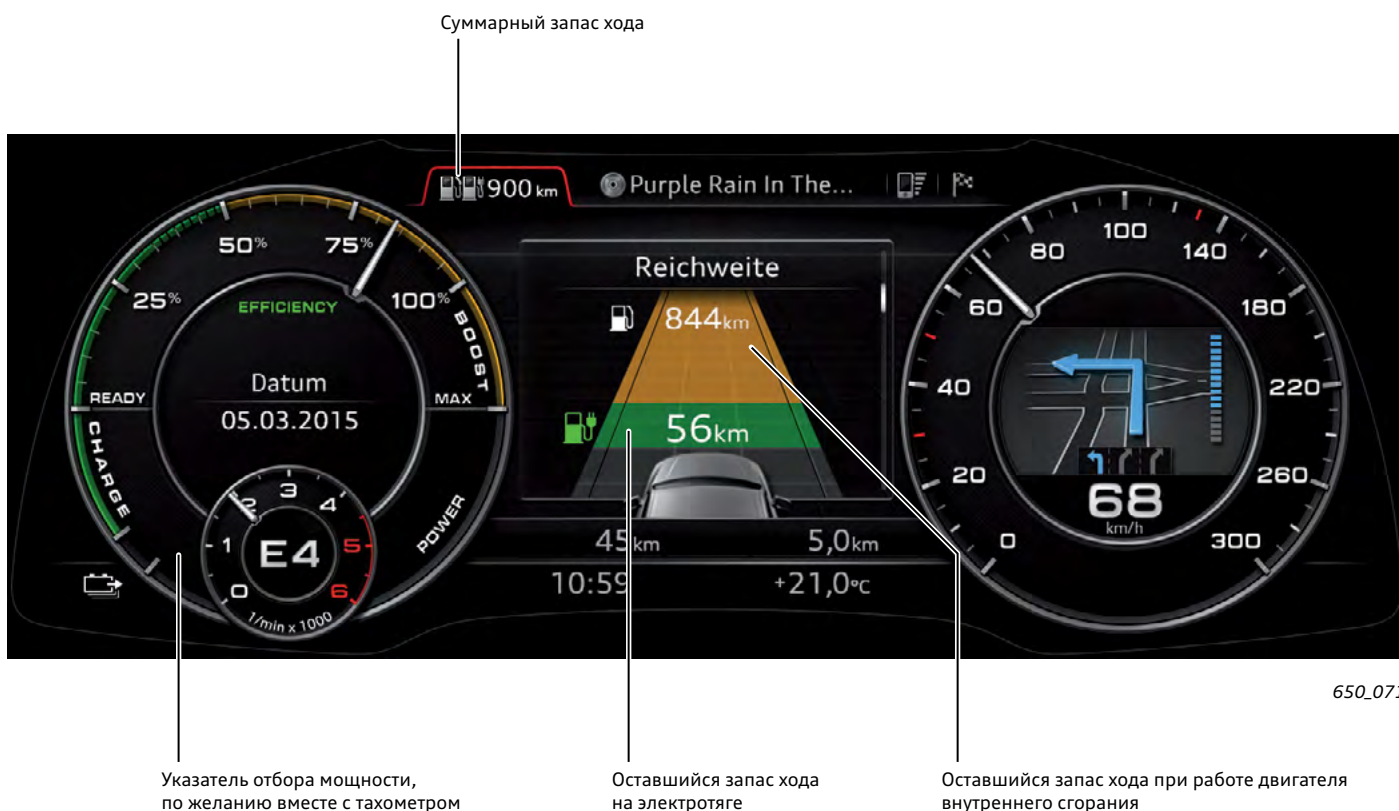 Суммарный запас хода
900 km
Purple Rain In The...
50%
75%
25%
100%
EFFICIENCY
BOOST
READY
MAX
Datum
05.03.2015
CHARGE
POWER
0
1
2
3
4
5
6
E4
1/min x 1000
Reichweite
844km
56km
45km
5,0km
10:59
+21,0°C
0
20
40
60
80
100
140
180
220
260
300
68
km/h
650_071
Указатель отбора мощности,
по желанию вместе с тахометром
Оставшийся запас хода
на электротяге
Оставшийся запас хода при работе двигателя
внутреннего сгорания